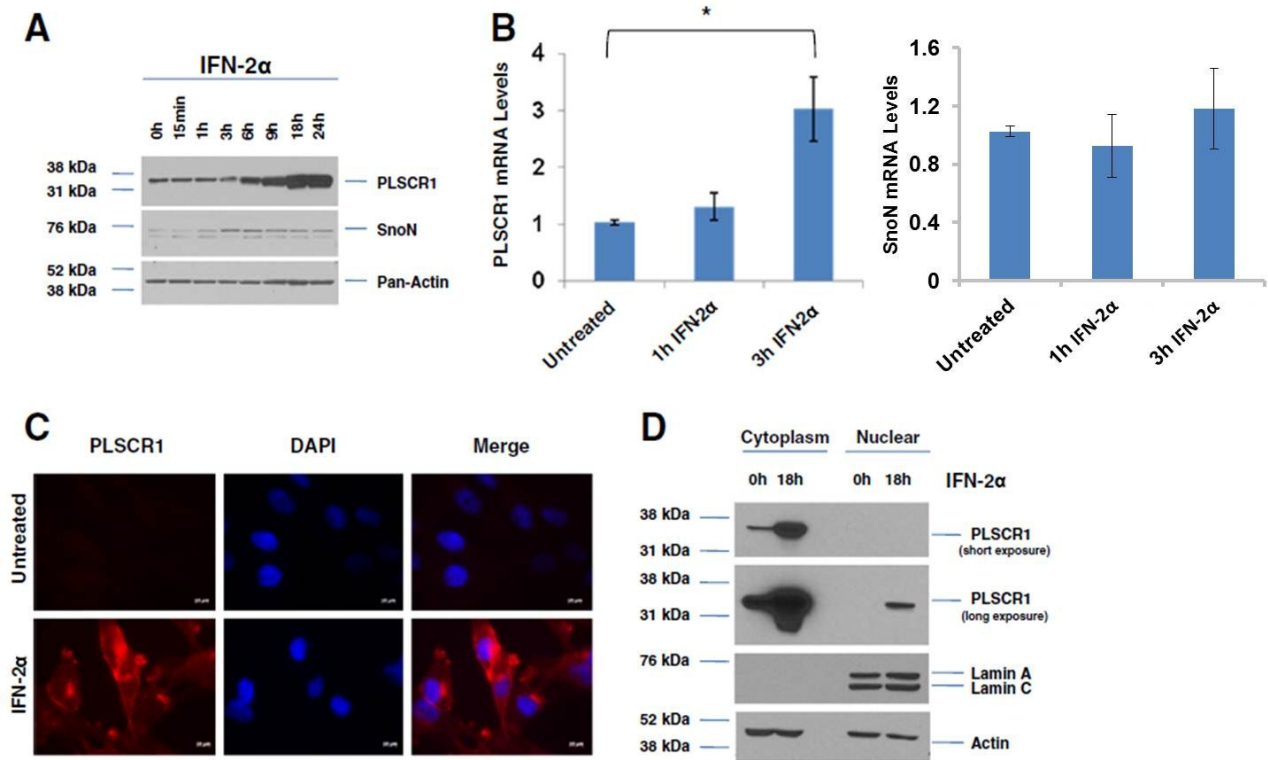 A
IFN-2α
0h 15min 1h 3h 6h 9h 18h 24h
38 kDa
31 kDa
PLSCR1
76 kDa
SnoN
52 kDa
38 kDa
Pan-Actin
B
*
PLSCR1 mRNA Levels
4
3
2
1
0
Untreated
1h IFN-2α
3h IFN-2α
SnoN mRNA Levels
1.6
1.2
0.8
0.4
0
Untreated
1h IFN-2α
3h IFN-2α
C
PLSCR1 DAPI Merge
Untreated
IFN-2α
D
Cytoplasm Nuclear
0h 18h 0h 18h IFN-2α
38 kDa
31 kDa
PLSCR1
(short exposure)
38 kDa
31 kDa
PLSCR1
(long exposure)
76 kDa
Lamin A
Lamin C
52 kDa
38 kDa
Actin